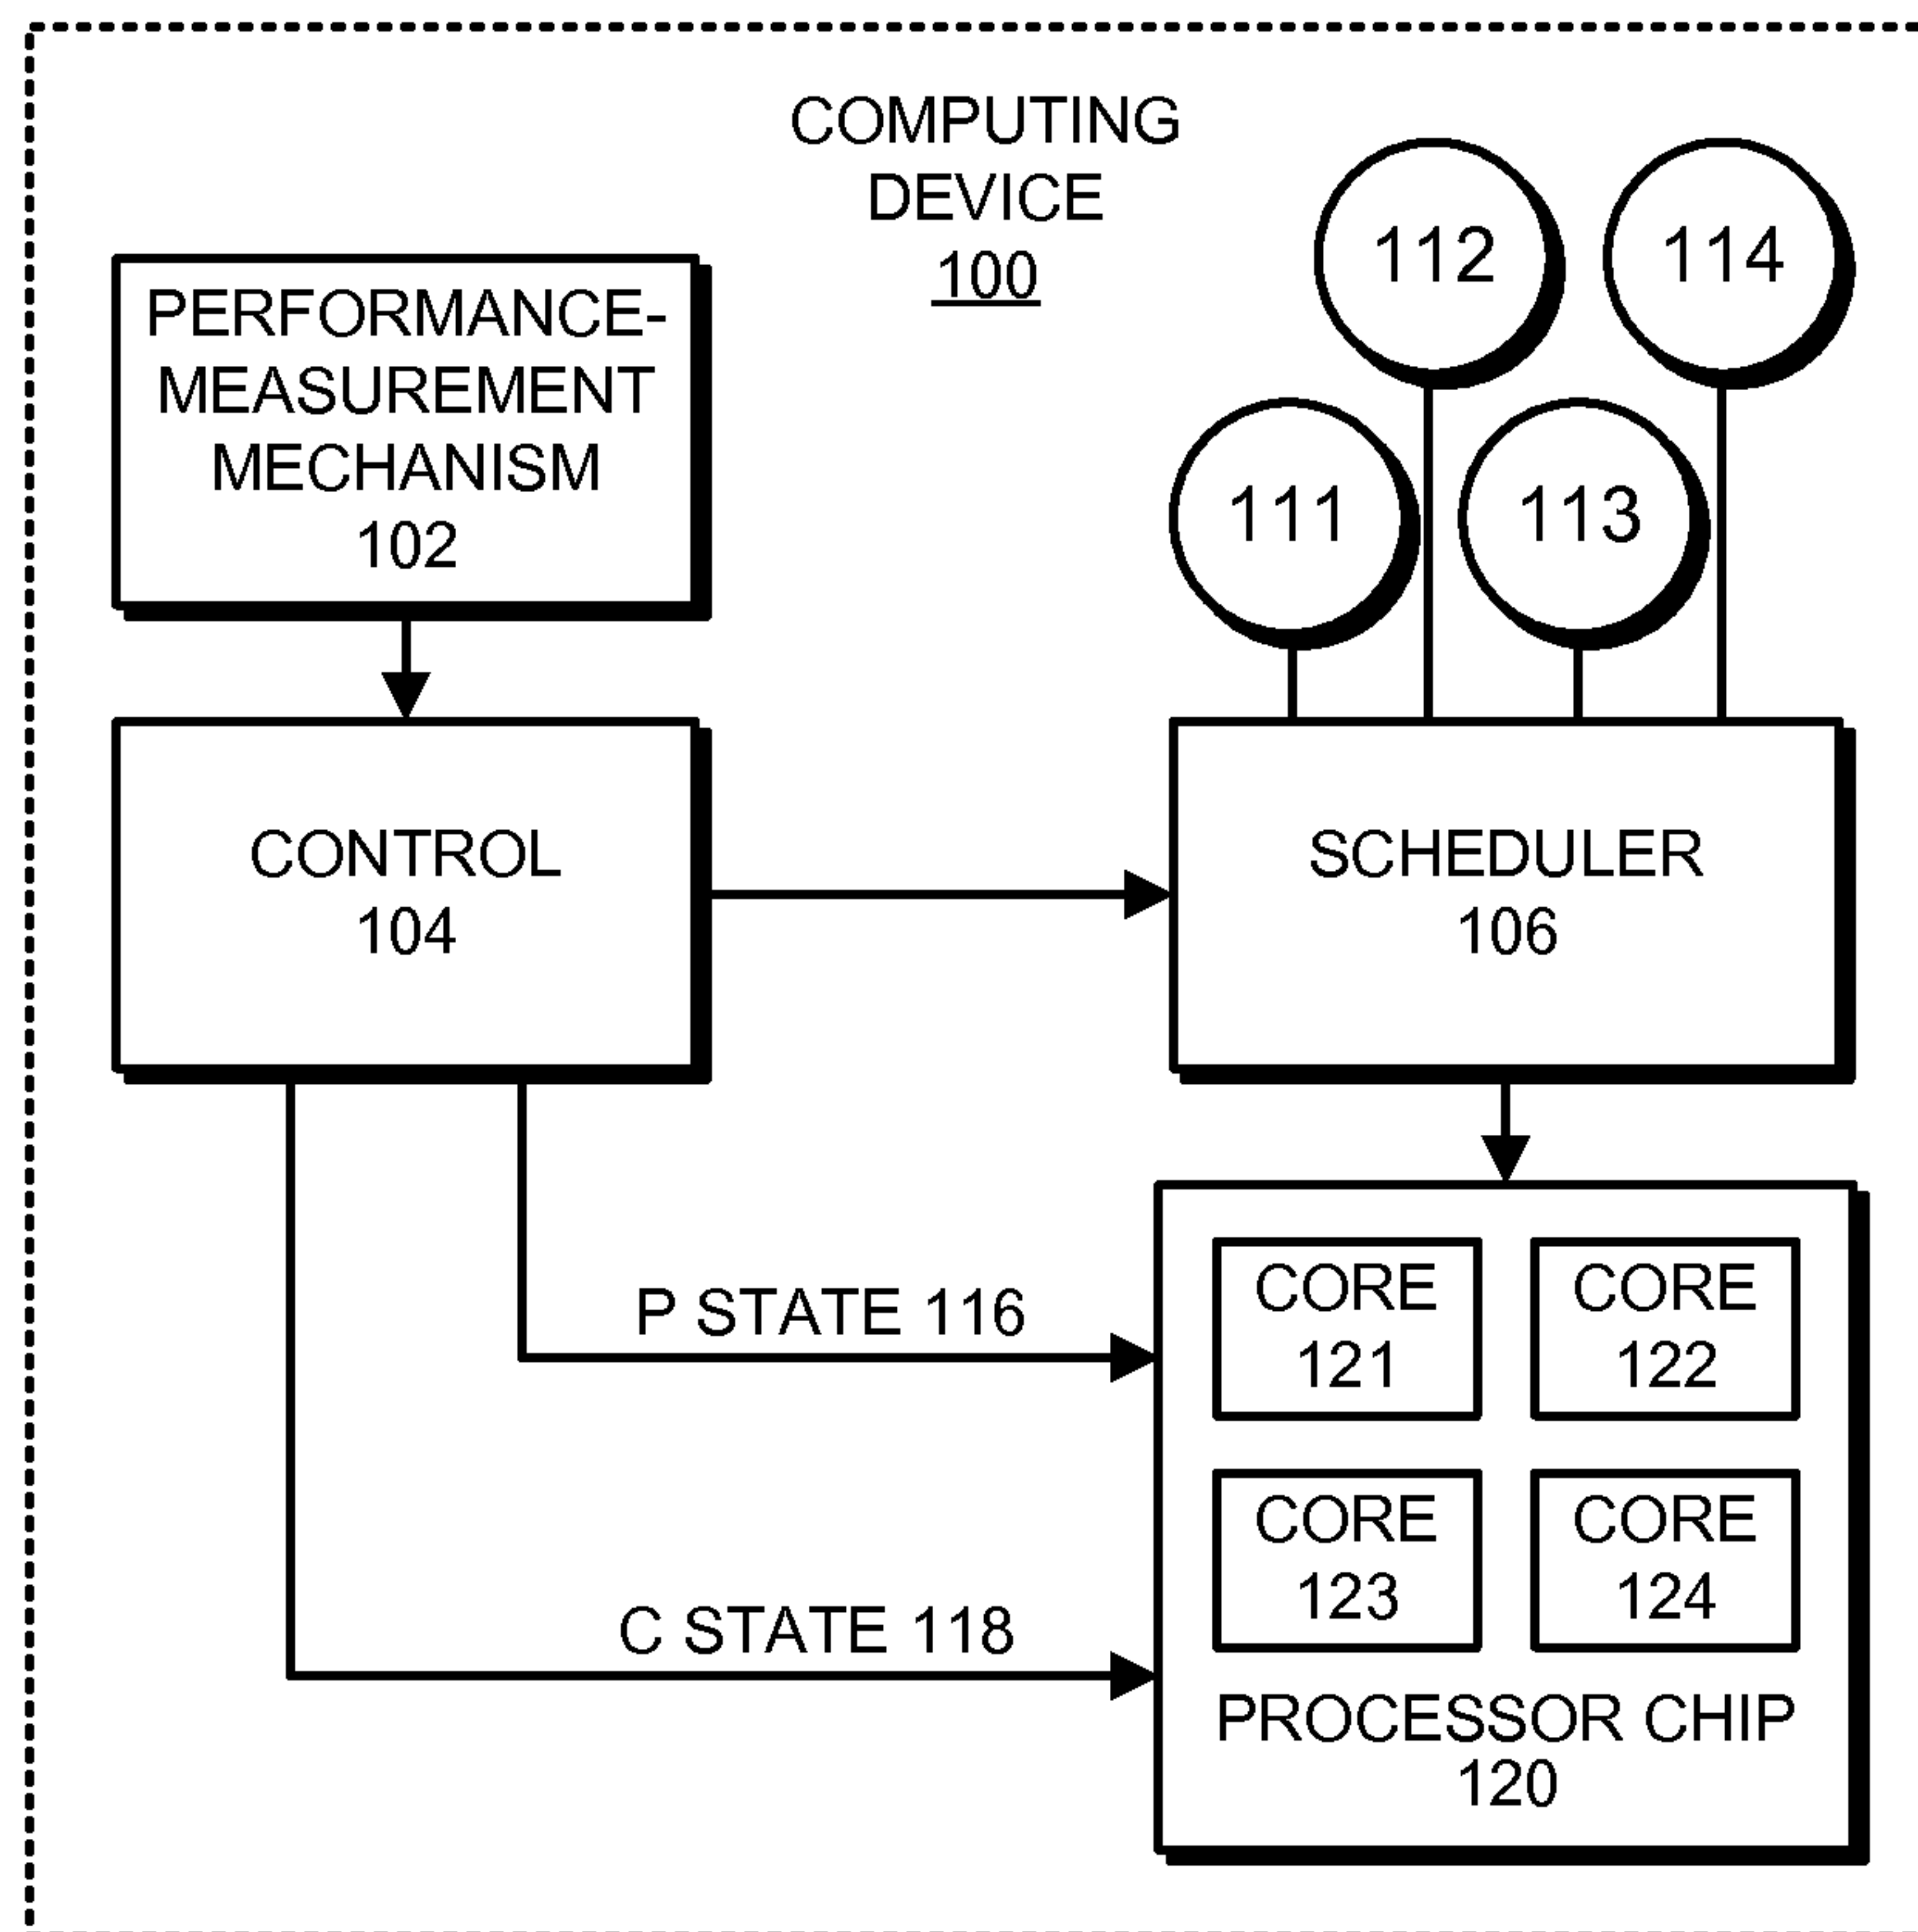 COMPUTING
DEVICE
100
112
114
PERFORMANCE-
MEASUREMENT
MECHANISM
102
111
113
CONTROL
104
SCHEDULER
106
P STATE 116
C STATE 118
CORE
121
CORE
122
CORE
123
CORE
124
PROCESSOR CHIP
120